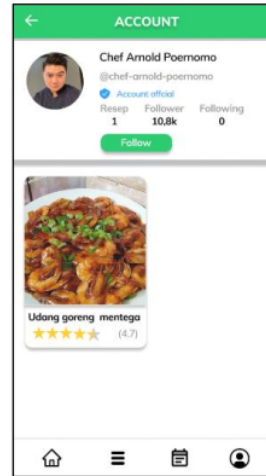 ACCOUNT
Chef Arnold Poernomo
@chef-arnold-poernomo
Account offcial
Resep Follower Following
1 10,8k 0
Follow
Udang goreng mentega
(4.7)